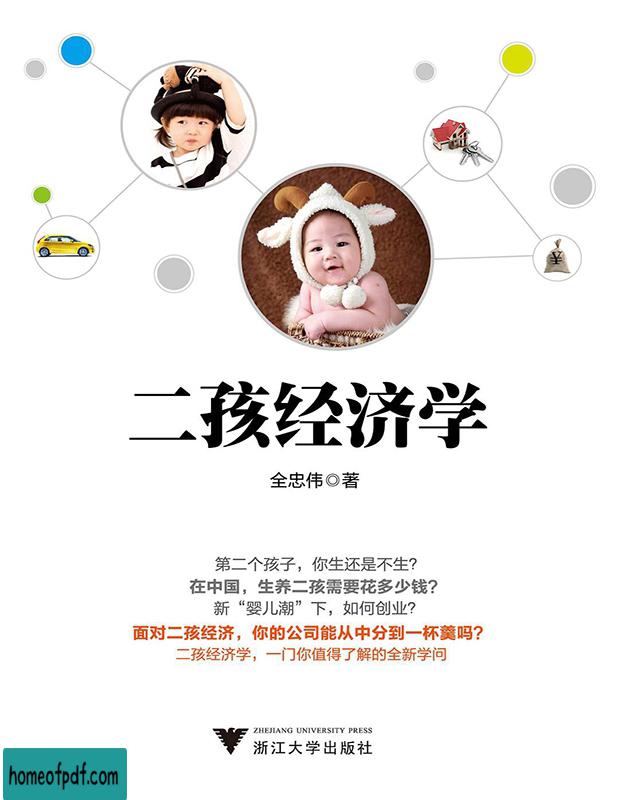 ¥
二孩经济学
全忠伟◎著
第二个孩子，你生还是不生？
在中国，生养二孩需要花多少钱？
新“婴儿潮”下，如何创业？
面对二孩经济，你的公司能从中分到一杯羹吗？
二孩经济学，一门你值得了解的全新学问
ZHEJIANG UNIVERSITY PRESS
浙江大学出版社
homeofpdf.com